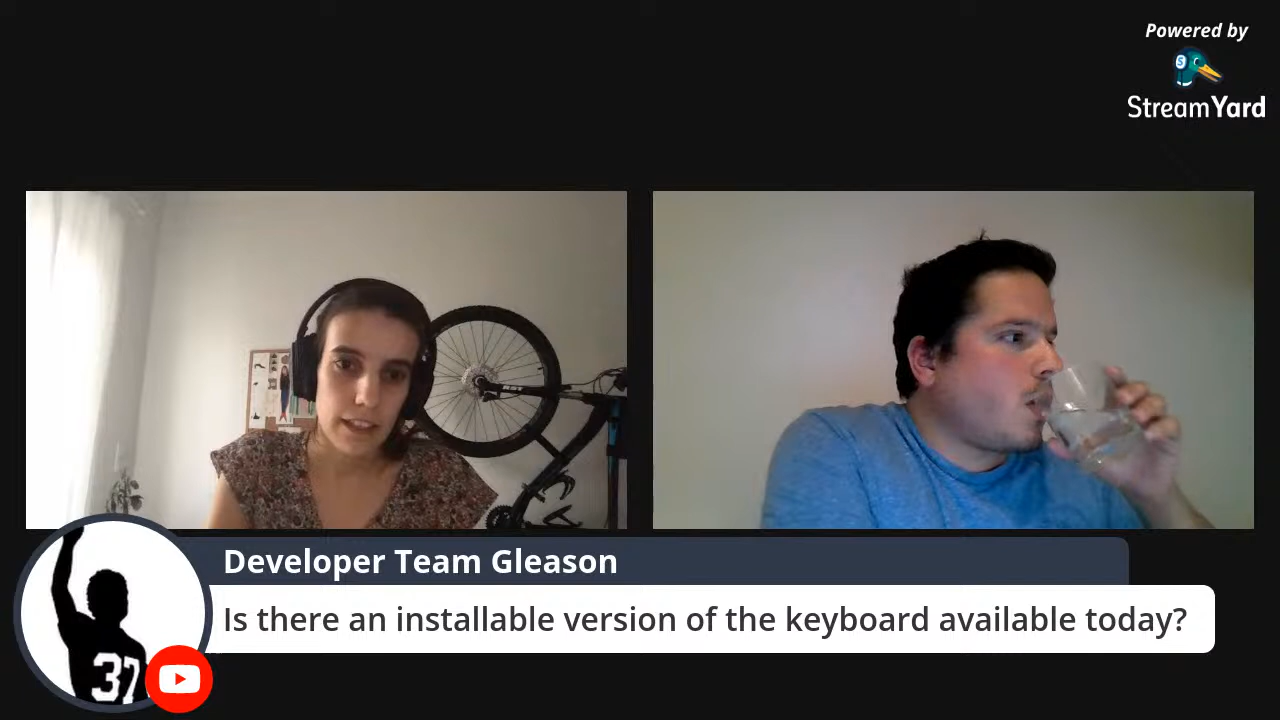 Powered by
StreamYard
Developer Team Gleason
Is there an installable version of the keyboard available today?
37